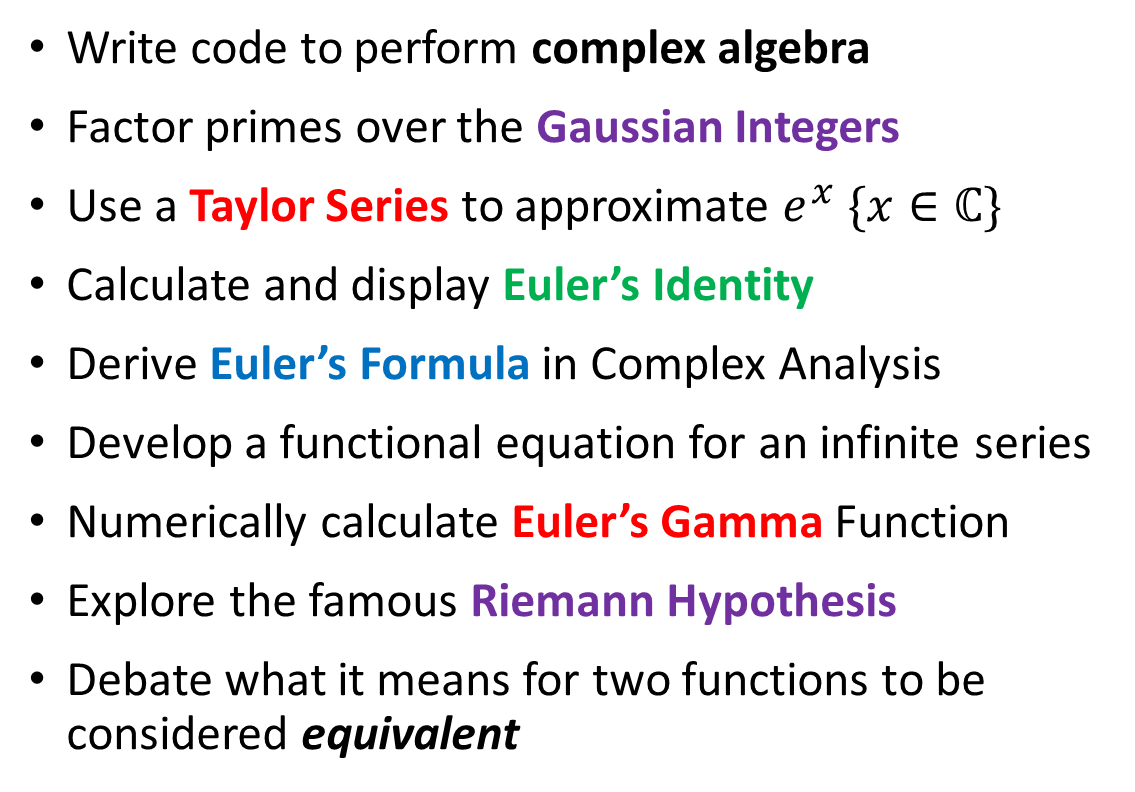 • Write code to perform complex algebra
• Factor primes over the Gaussian Integers
• Use a Taylor Series to approximate 𝑒ˣ {𝑥 ∈ ℂ}
• Calculate and display Euler’s Identity
• Derive Euler’s Formula in Complex Analysis
• Develop a functional equation for an infinite series
• Numerically calculate Euler’s Gamma Function
• Explore the famous Riemann Hypothesis
• Debate what it means for two functions to be
considered equivalent